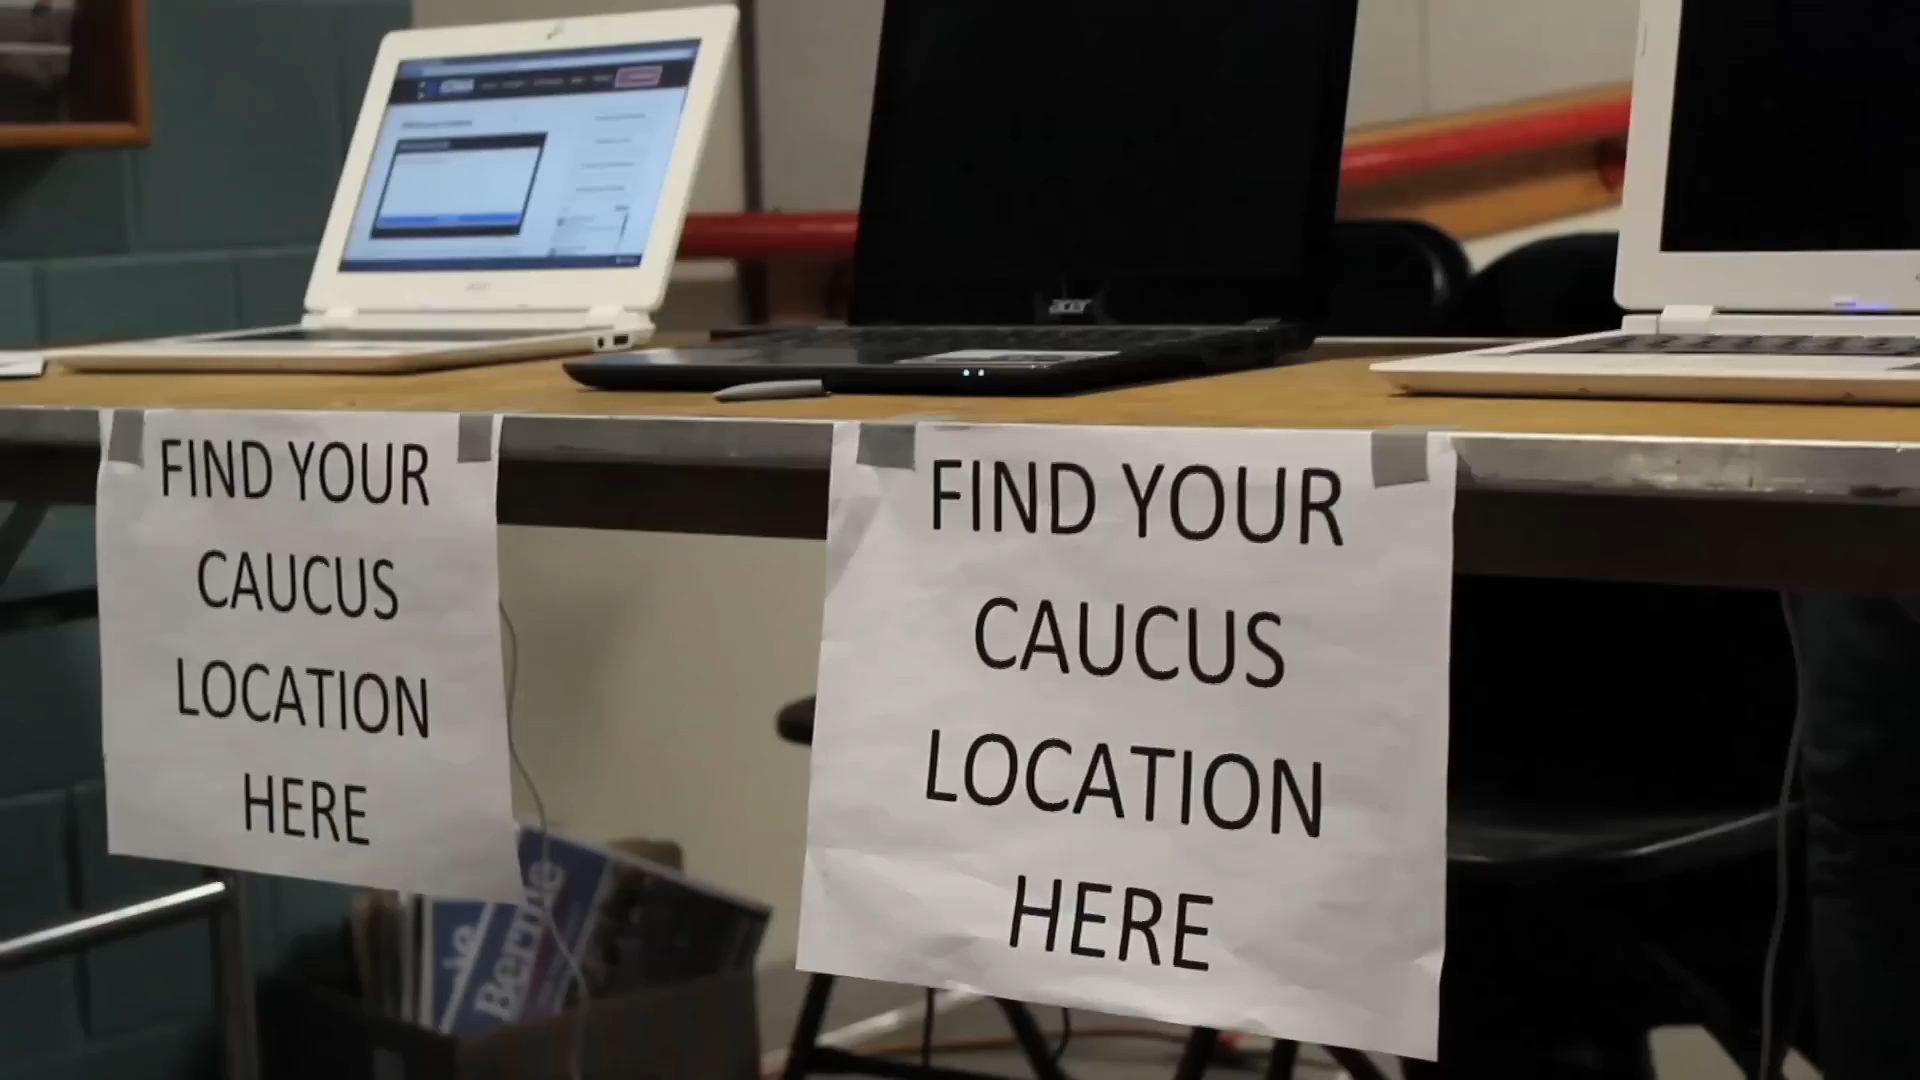 acer
FIND YOUR
CAUCUS
LOCATION
HERE
FIND YOUR
CAUCUS
LOCATION
HERE
Bernie